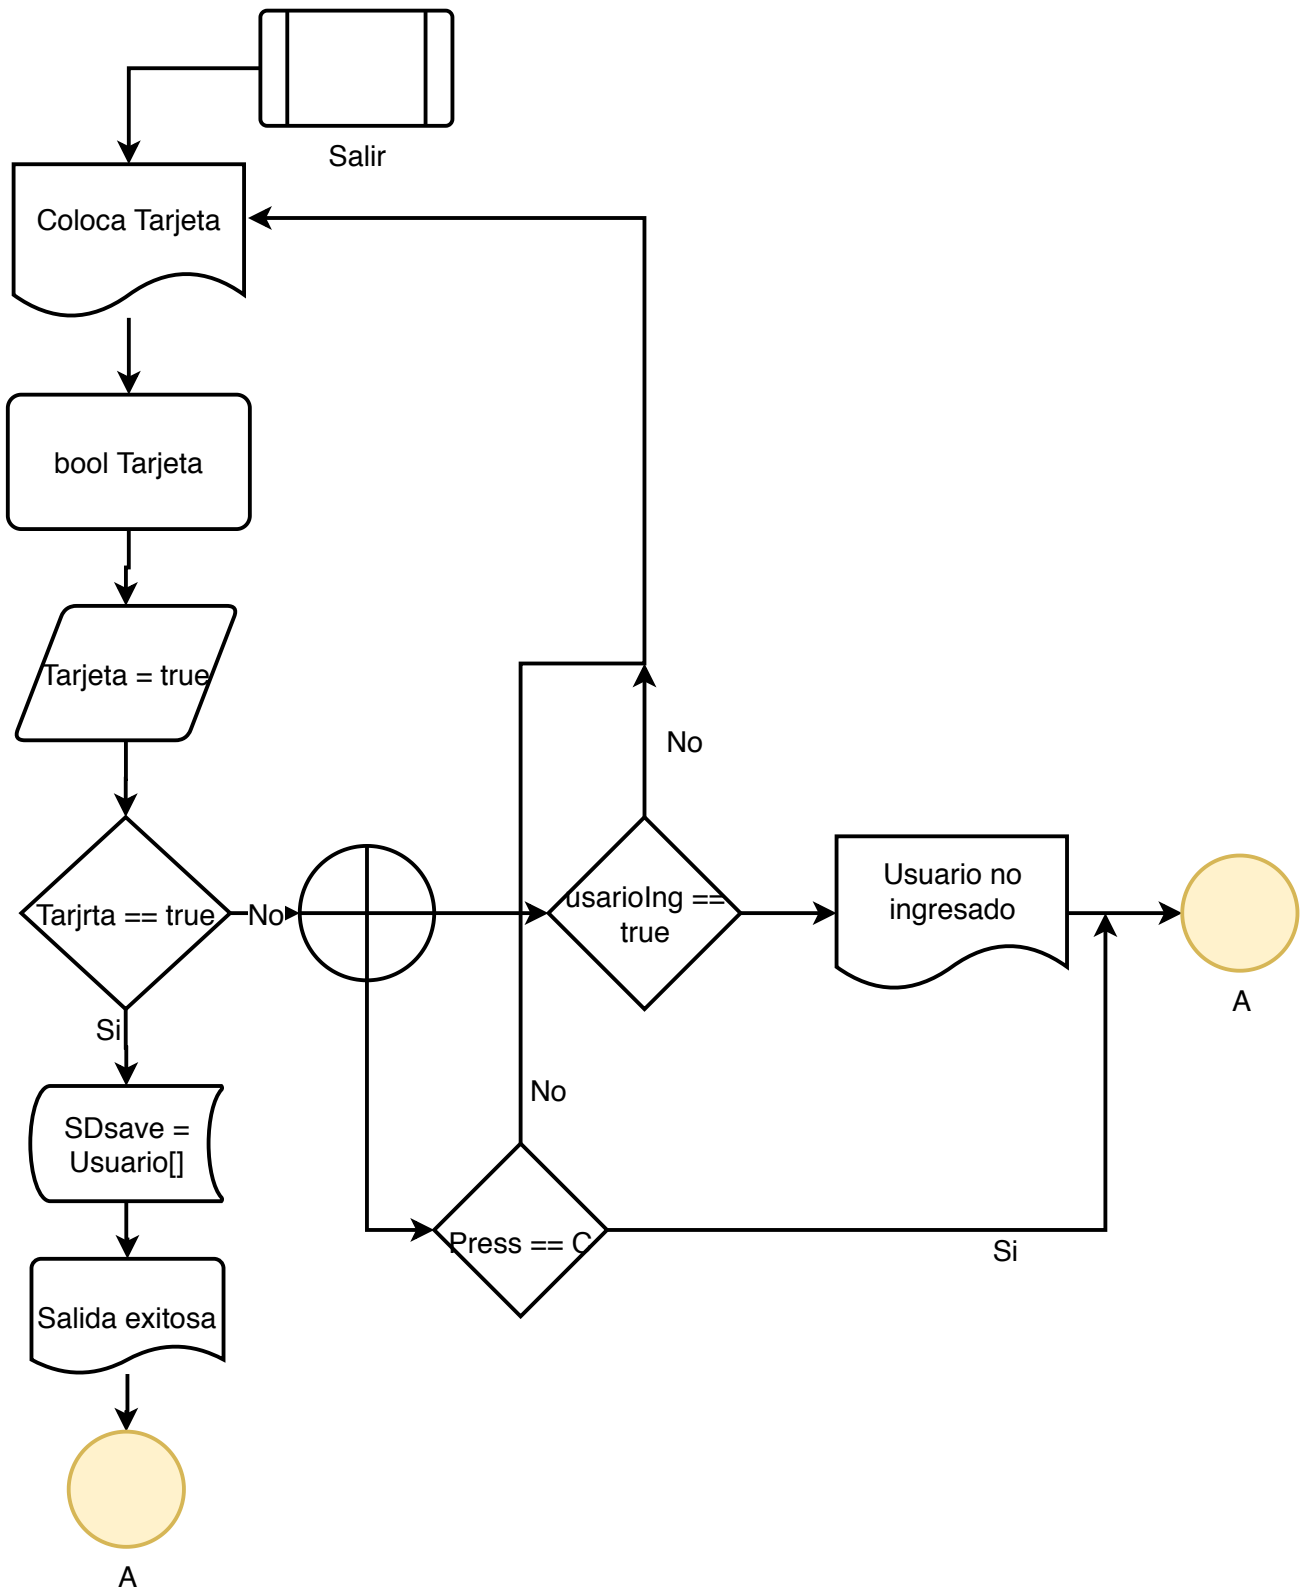 Salir
Coloca Tarjeta
bool Tarjeta
Tarjeta = true
No
Tarjrta == true
No
usarioIng ==
true
Usuario no
ingresado
A
Si
No
SDsave =
Usuario[]
Press == C
Si
Salida exitosa
A